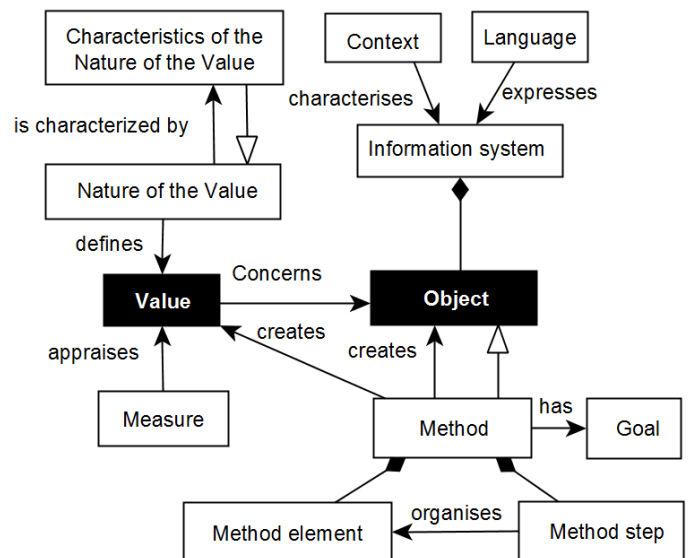 Characteristics of the
Nature of the Value
Context
Language
characterises
expresses
is characterized by
Information system
Nature of the Value
defines
Concerns
Value
Object
creates
creates
appraises
Measure
Method
has
Goal
organises
Method element
Method step